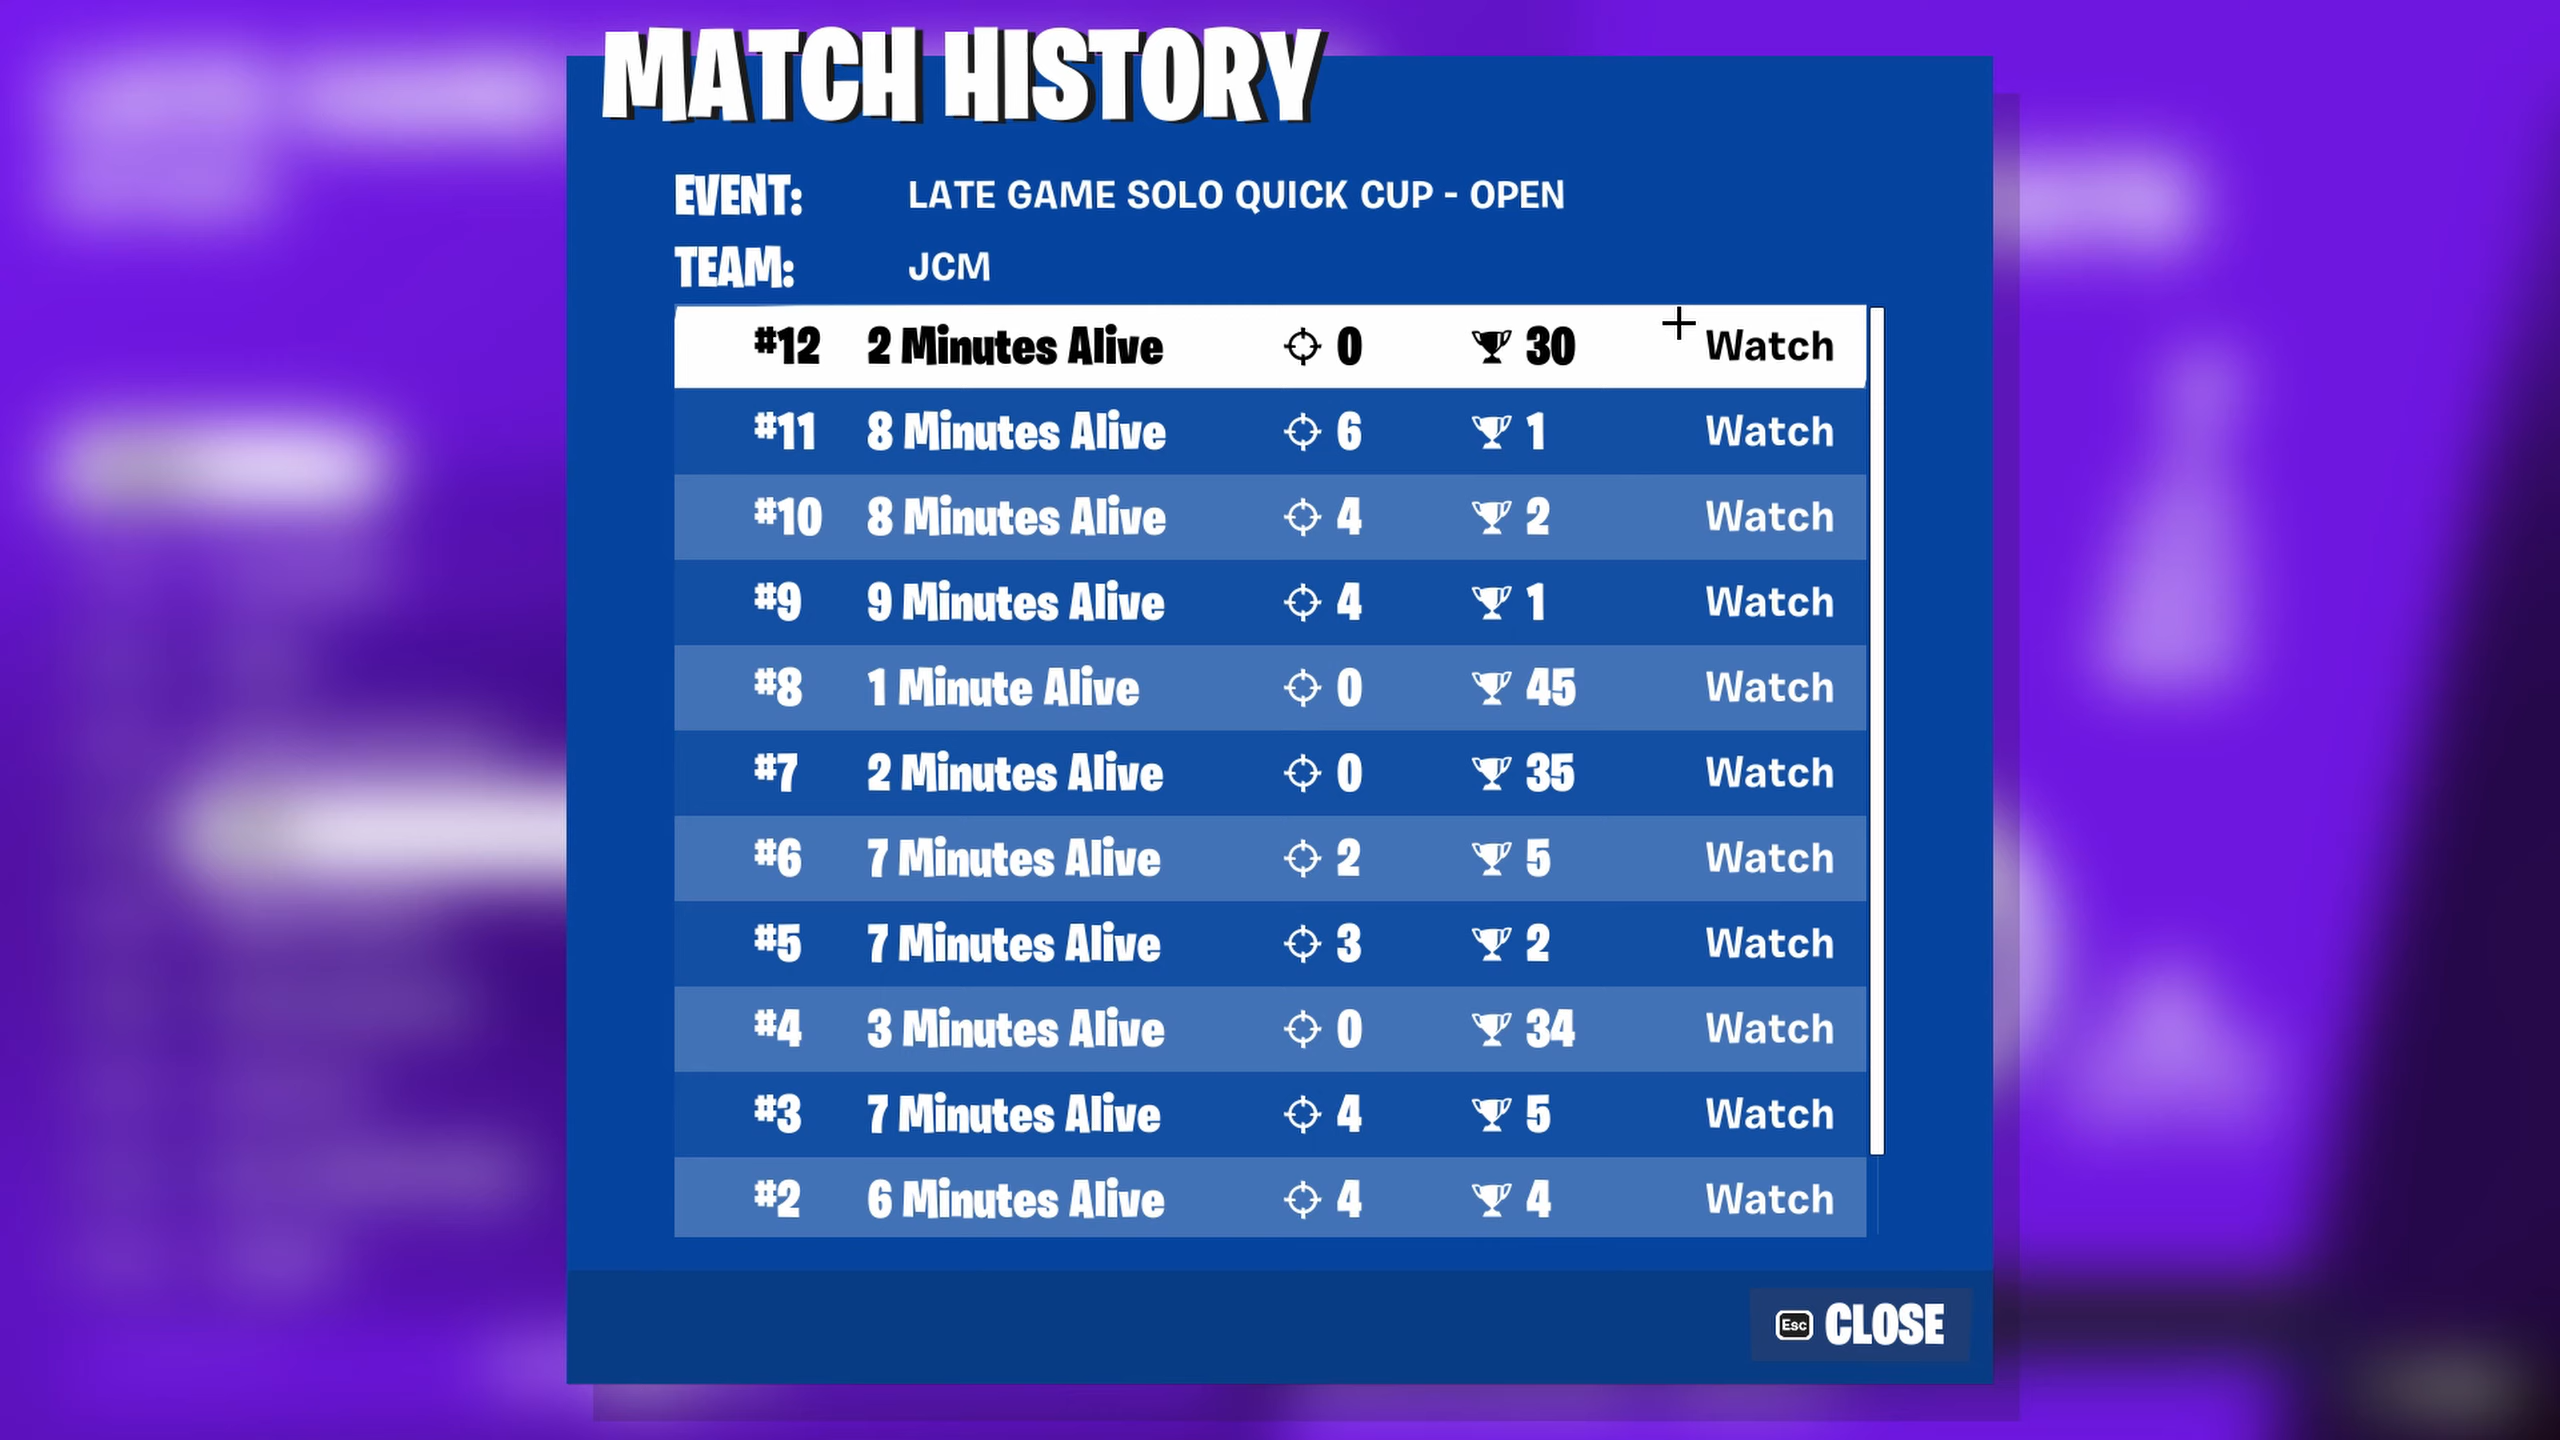 MATCH HISTORY
EVENT: LATE GAME SOLO QUICK CUP - OPEN
TEAM: JCM
#12 2 Minutes Alive 0 30 Watch
#11 8 Minutes Alive 6 1 Watch
#10 8 Minutes Alive 4 2 Watch
#9 9 Minutes Alive 4 1 Watch
#8 1 Minute Alive 0 45 Watch
#7 2 Minutes Alive 0 35 Watch
#6 7 Minutes Alive 2 5 Watch
#5 7 Minutes Alive 3 2 Watch
#4 3 Minutes Alive 0 34 Watch
#3 7 Minutes Alive 4 5 Watch
#2 6 Minutes Alive 4 4 Watch
Esc CLOSE